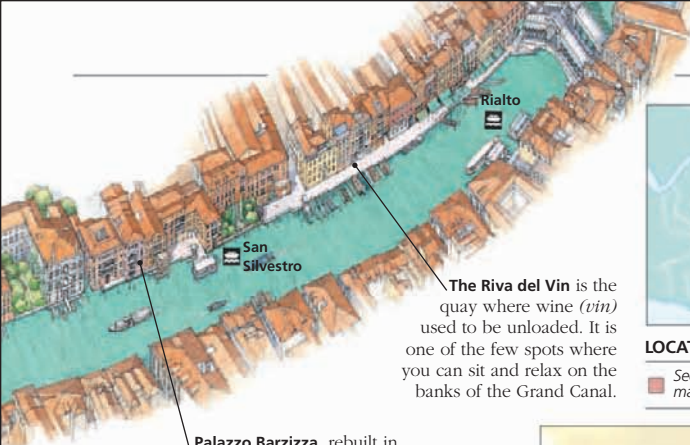 Rialto
San
Silvestro
The Riva del Vin is the
quay where wine (vin)
used to be unloaded. It is
one of the few spots where
you can sit and relax on the
banks of the Grand Canal.
LOCAT
Se
ma
Palazzo Barzizza, rebuilt in